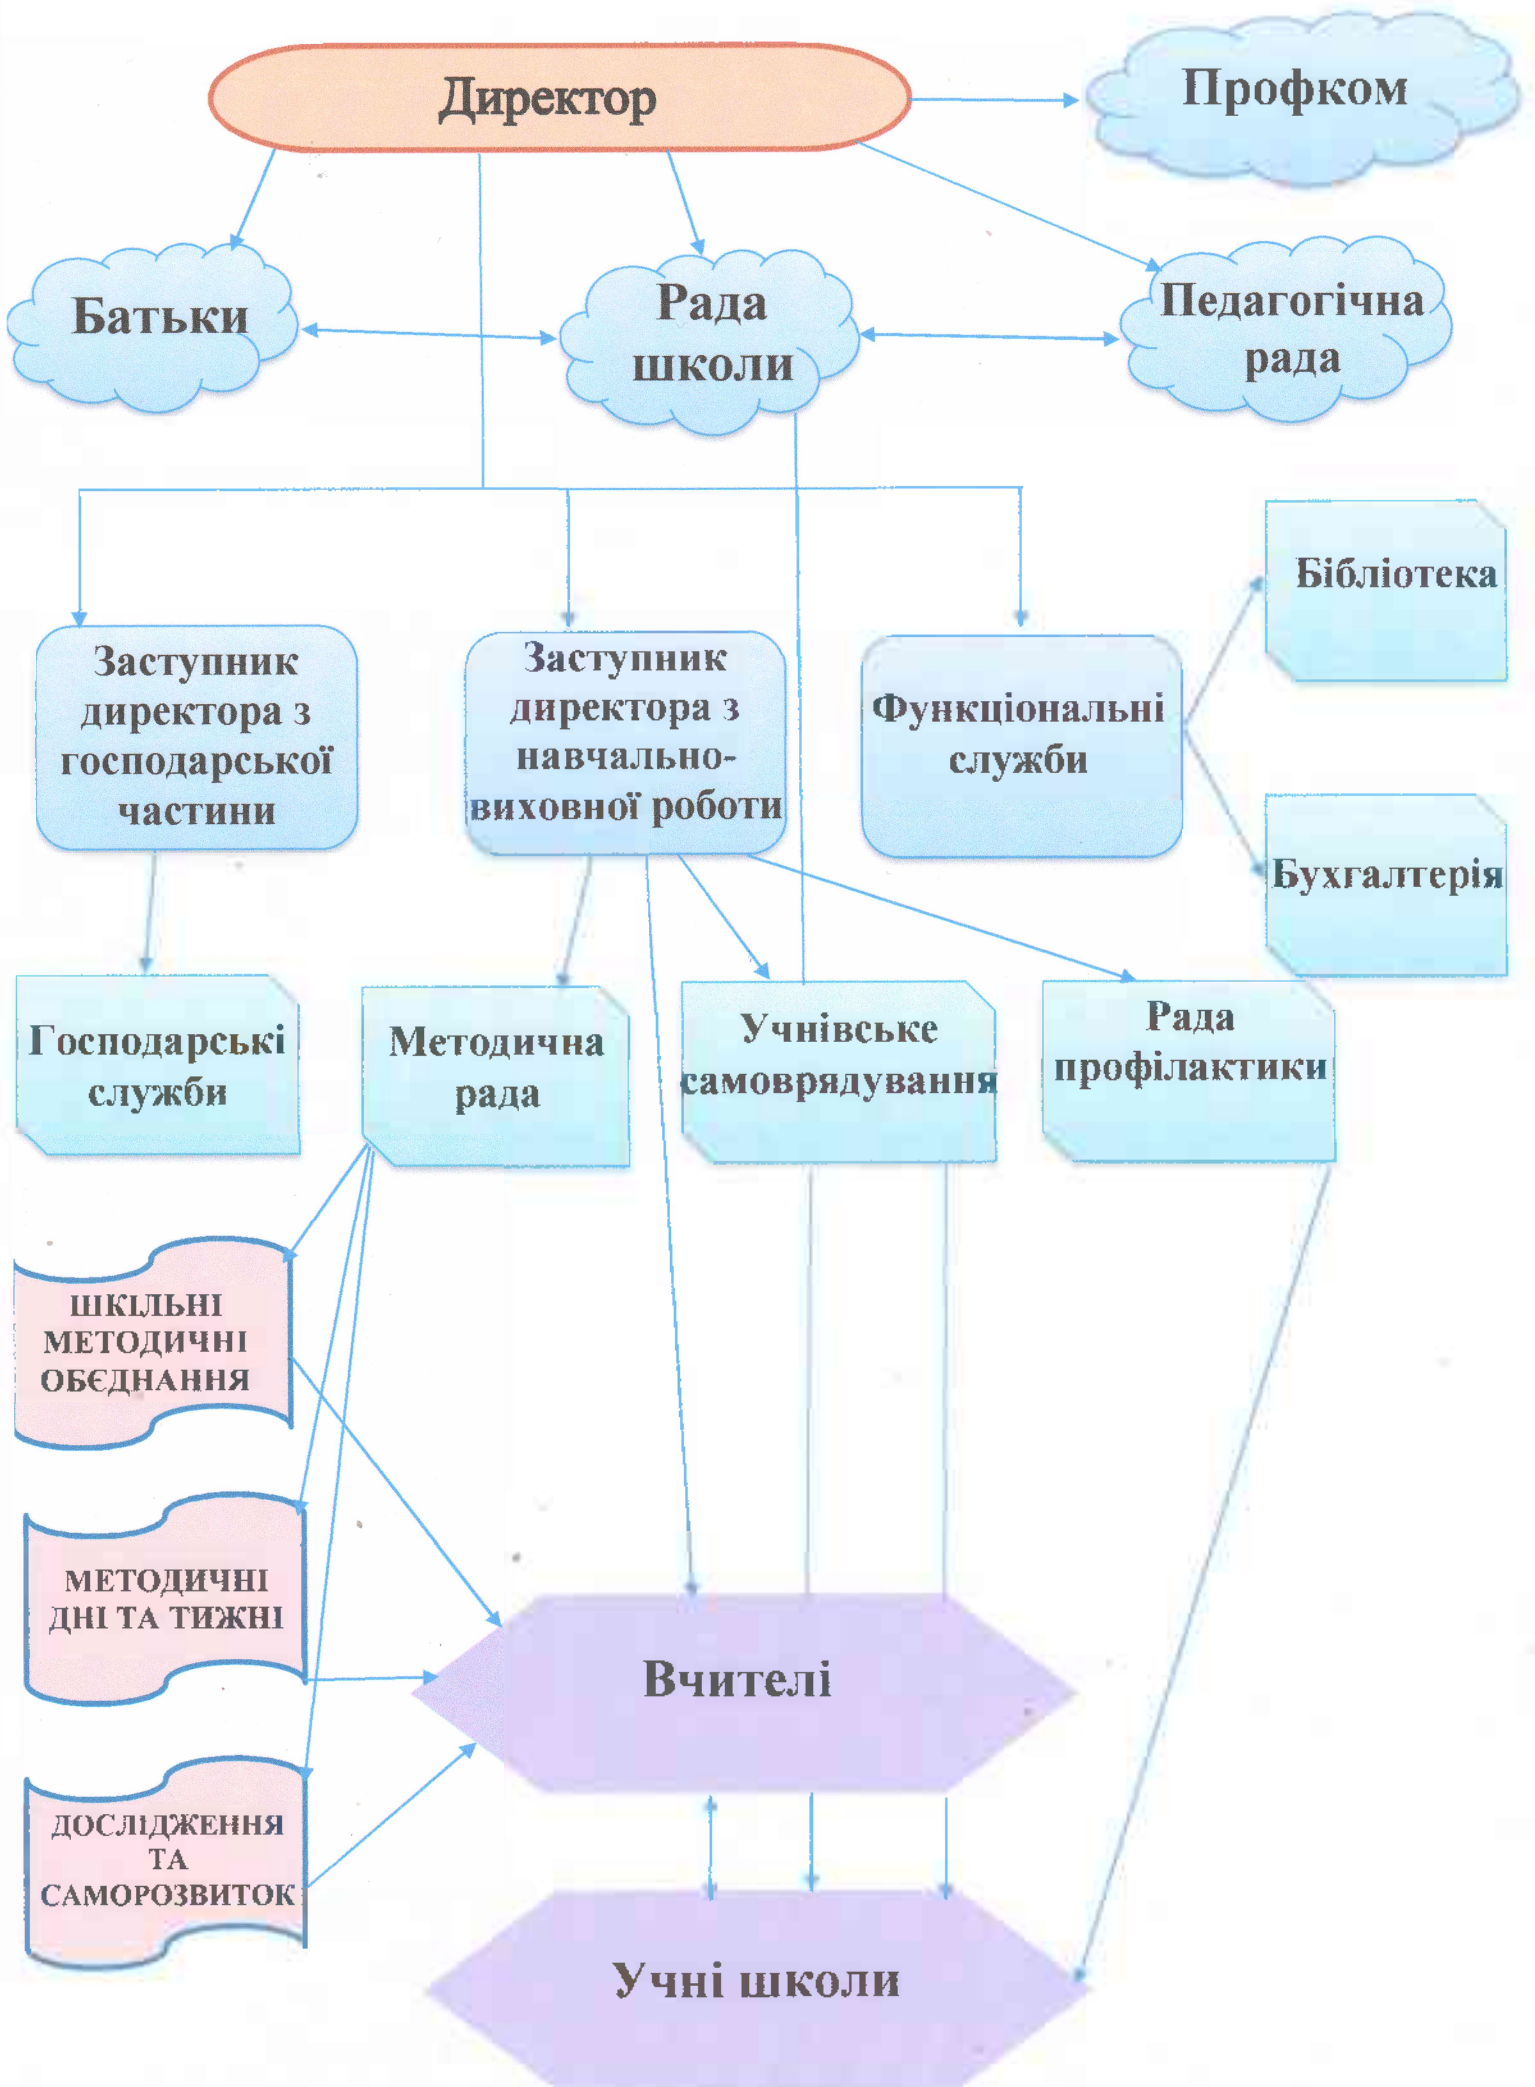 Директор
Профком
Батьки
Рада
школи
Педагогічна
рада
Бібліотека
Заступник
директора з
господарської
частини
Заступник
директора з
навчально-
виховної роботи
Функціональні
служби
Бухгалтерія
Господарські
служби
Методична
рада
Учнівське
самоврядування
Рада
профілактики
ШКІЛЬНІ
МЕТОДИЧНІ
ОБЄДНАННЯ
МЕТОДИЧНІ
ДНІ ТА ТИЖНІ
Вчителі
ДОСЛІДЖЕННЯ
ТА
САМОРОЗВИТОК
Учні школи